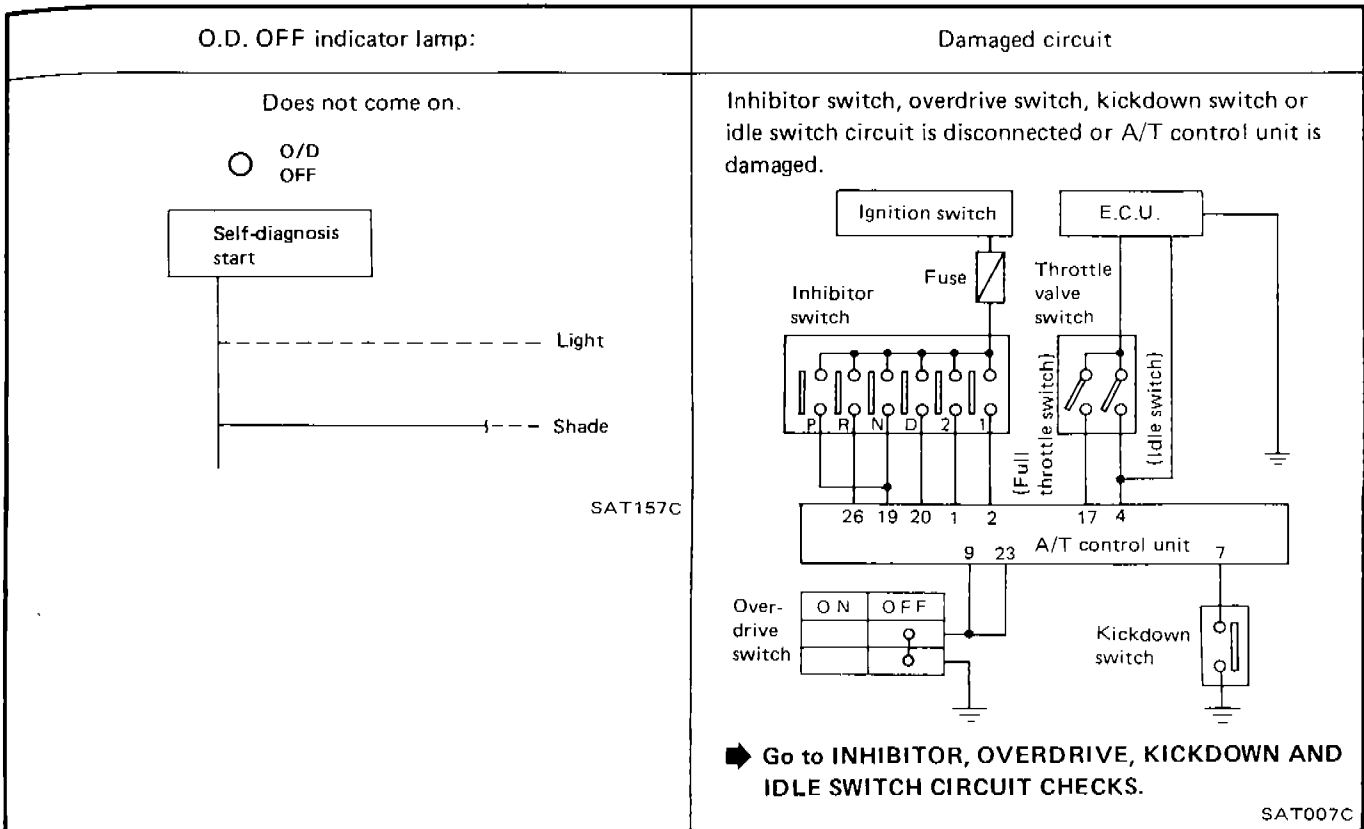 O.D. OFF indicator lamp:
Does not come on.
O/D
OFF
Self-diagnosis
start
Light
Shade
SAT157C
Damaged circuit
Inhibitor switch, overdrive switch, kickdown switch or
idle switch circuit is disconnected or A/T control unit is
damaged.
Ignition switch
E.C.U.
Fuse
Throttle
valve
switch
Inhibitor
switch
P R N D 2 1
(Full
throttle switch)
(Idle switch)
26 19 20 1 2 17 4
A/T control unit
9 23 7
Over-
drive
switch
ON OFF
Kickdown
switch
Go to INHIBITOR, OVERDRIVE, KICKDOWN AND
IDLE SWITCH CIRCUIT CHECKS.
SAT007C